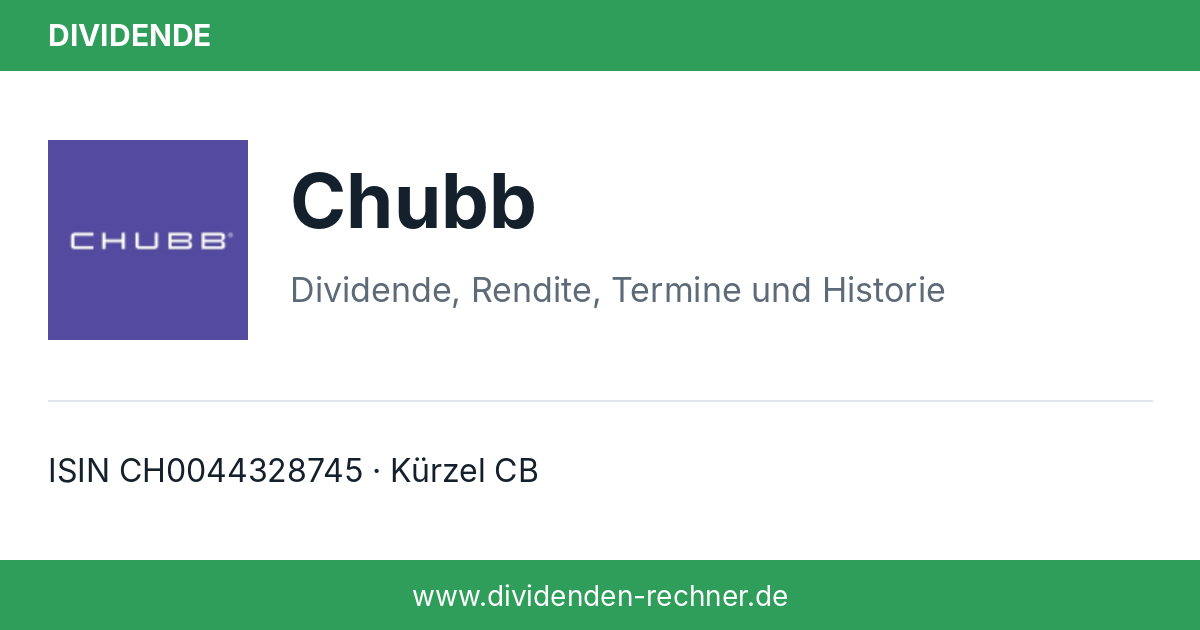 DIVIDENDE
CHUBB®
Chubb
Dividende, Rendite, Termine und Historie
ISIN CH0044328745 · Kürzel CB
www.dividenden-rechner.de